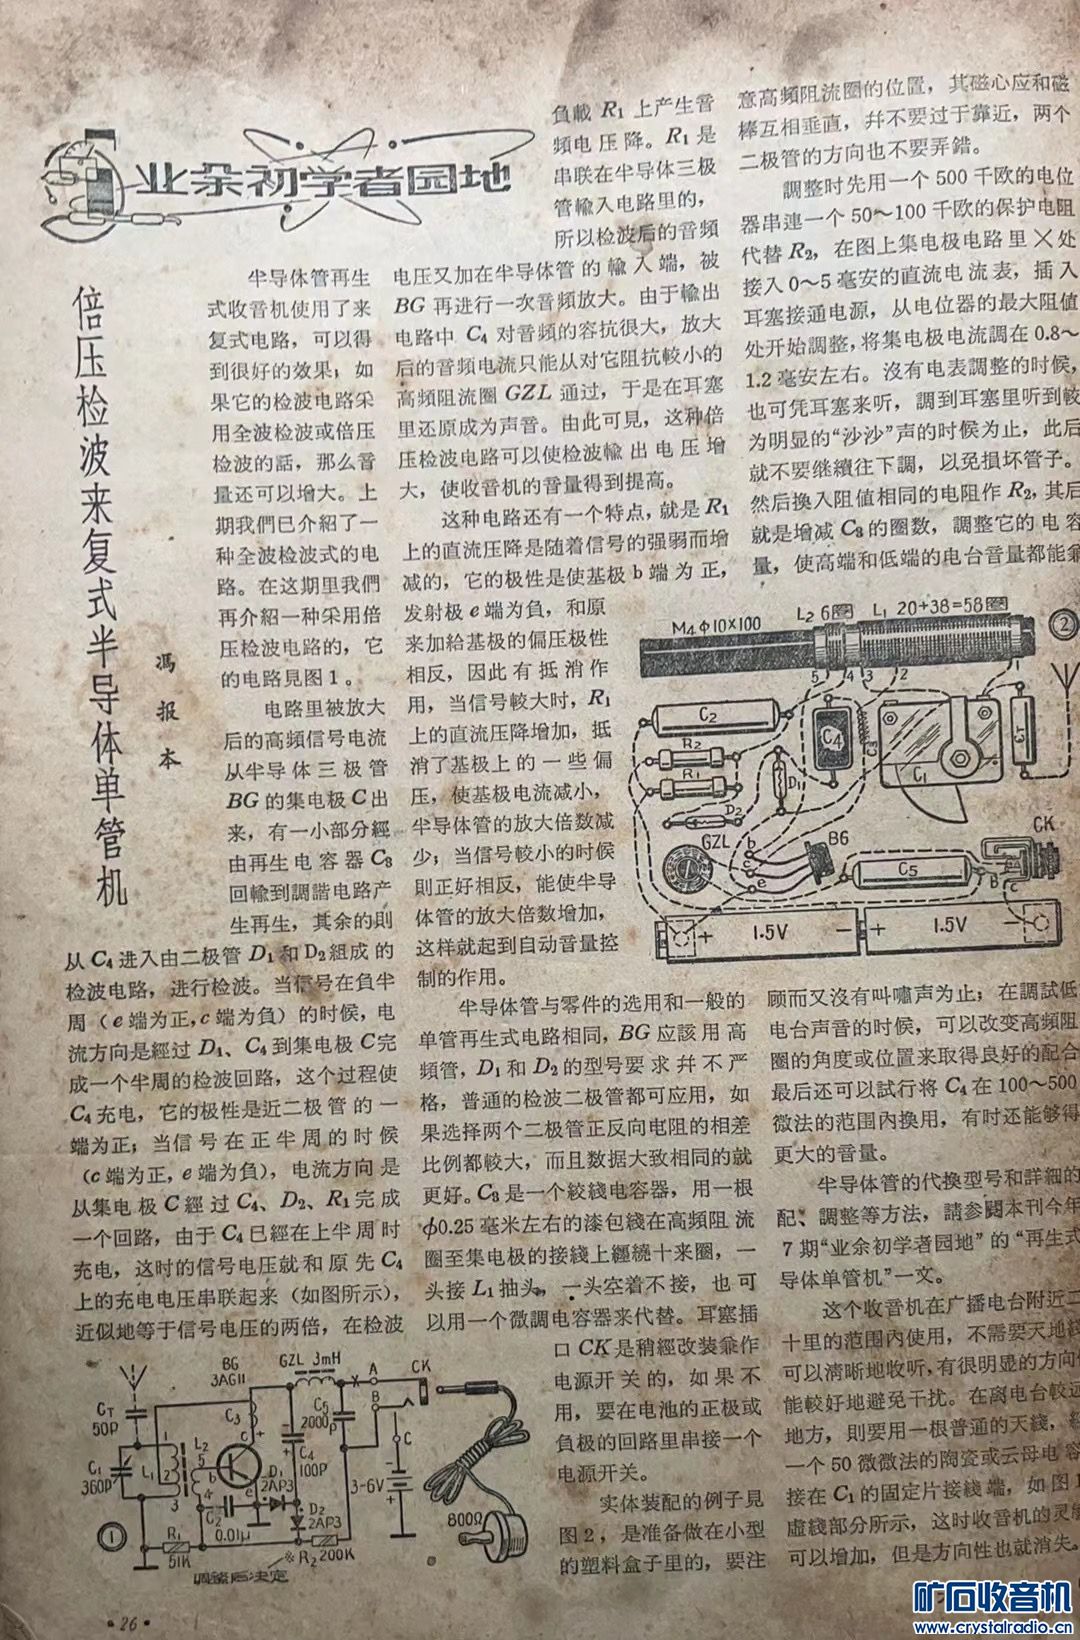 业余初学者园地
倍压检波来复式半导体单管机
馮报本
半导体管再生
式收音机使用了来
复式电路，可以得
到很好的效果，如
果它的检波电路采
用全波检波或倍压
检波的話，那么音
量还可以增大。上
期我們已介紹了一
种全波检波式的电
路。在这期里我們
再介紹一种采用倍
压检波电路的，它
的电路見图1。
电路里被放大
后的高頻信号电流
从半导体三极管
BG的集电极C出
来，有一小部分經
由再生电容器C3
回輸到調諧电路产
生再生，其余的則
从C4进入由二极管D1和D2組成的
检波电路，进行检波。当信号在負半
周（e端为正，c端为負）的时候，电
流方向是經过D1、C4到集电极C完
成一个半周的检波回路，这个过程使
C4充电，它的极性是近二极管的一
端为正；当信号在正半周的时候
（c端为正，e端为負），电流方向是
从集电极C經过C4、D2、R1完成
一个回路，由于C4已經在上半周时
充电，这时的信号电压就和原先C4
上的充电电压串联起来（如图所示），
近似地等于信号电压的两倍，在检波
BG
3AG11
GZL 3mH
A
CK
CT
50P
C3
C5
2000P
B
C
C4
100P
C1
360P
L1
L2
1
3
5
4
c
b
e
D1
2AP3
D2
2AP3
C2
0.01μ
3-6V
R1
51K
※R2 200K
800Ω
①
調整后决定
負載R1上产生音
頻电压降。R1是
串联在半导体三极
管輸入电路里的，
所以检波后的音頻
电压又加在半导体管的輸入端，被
BG再进行一次音頻放大。由于輸出
电路中C4对音頻的容抗很大，放大
后的音頻电流只能从对它阻抗較小的
高頻阻流圈GZL通过，于是在耳塞
里还原成为声音。由此可見，这种倍
压检波电路可以使检波輸出电压增
大，使收音机的音量得到提高。
这种电路还有一个特点，就是R1
上的直流压降是随着信号的强弱而增
减的，它的极性是使基极b端为正，
发射极e端为負，和原
来加給基极的偏压极性
相反，因此有抵消作
用，当信号較大时，R1
上的直流压降增加，抵
消了基极上的一些偏
压，使基极电流减小，
半导体管的放大倍数减
少；当信号較小的时候
則正好相反，能使半导
体管的放大倍数增加，
这样就起到自动音量控
制的作用。
半导体管与零件的选用和一般的
单管再生式电路相同，BG应該用高
頻管，D1和D2的型号要求幷不严
格，普通的检波二极管都可应用，如
果选择两个二极管正反向电阻的相差
比例都較大，而且数据大致相同的就
更好。C3是一个絞綫电容器，用一根
φ0.25毫米左右的漆包綫在高頻阻流
圈至集电极的接綫上纒繞十来圈，一
头接L1抽头，一头空着不接，也可
以用一个微調电容器来代替。耳塞插
口CK是稍經改装兼作
电源开关的，如果不
用，要在电池的正极或
負极的回路里串接一个
电源开关。
实体装配的例子見
图2，是准备做在小型
的塑料盒子里的，要注
意高頻阻流圈的位置，其磁心应和磁
棒互相垂直，幷不要过于靠近，两个
二极管的方向也不要弄錯。
調整时先用一个500千欧的电位
器串連一个50～100千欧的保护电阻
代替R2，在图上集电极电路里×处
接入0～5毫安的直流电流表，插入
耳塞接通电源，从电位器的最大阻值
处开始調整，将集电极电流調在0.8～
1.2毫安左右。沒有电表調整的时候，
也可凭耳塞来听，調到耳塞里听到較
为明显的“沙沙”声的时候为止，此后
就不要继續往下調，以免損坏管子。
然后換入阻值相同的电阻作R2，其后
就是增减C3的圈数，調整它的电容
量，使高端和低端的电台音量都能兼
M4 φ10×100
L2 6圈
L1 20+38=58圈
②
5
4
3
2
C2
R2
R1
D2
D1
C4
C3
C1
GZL
b
c
e
BG
C5
CK
B
C
+ 1.5V −
+ 1.5V
顾而又沒有叫嘯声为止；在調試低
电台声音的时候，可以改变高頻阻
圈的角度或位置来取得良好的配合
最后还可以試行将C4在100～500
微法的范围內換用，有时还能够得
更大的音量。
半导体管的代換型号和詳細的
配、調整等方法，請参閱本刊今年
7期“业余初学者园地”的“再生式
导体单管机”一文。
这个收音机在广播电台附近二
十里的范围內使用，不需要天地綫
可以清晰地收听，有很明显的方向
能較好地避免干扰。在离电台較远
地方，則要用一根普通的天綫，經
一个50微微法的陶瓷或云母电容
接在C1的固定片接綫端，如图1
虛綫部分所示，这时收音机的灵敏
可以增加，但是方向性也就消失。
·26·
矿石收音机
www.crystalradio.cn